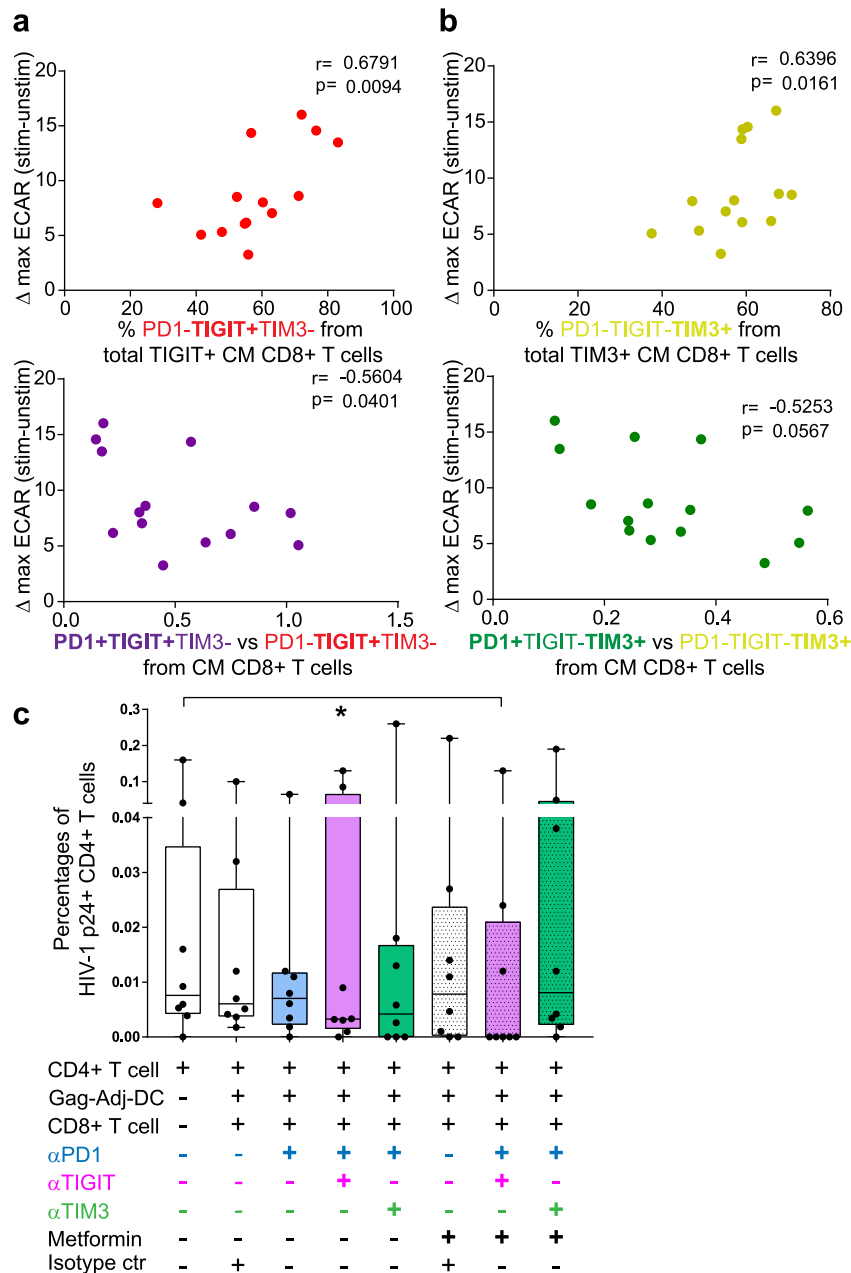 a
r= 0.6791
p= 0.0094
Δ max ECAR (stim-unstim)
20
15
10
5
0
0 20 40 60 80 100
% PD1-TIGIT+TIM3- from
total TIGIT+ CM CD8+ T cells
b
r= 0.6396
p= 0.0161
Δ max ECAR (stim-unstim)
20
15
10
5
0
0 20 40 60 80
% PD1-TIGIT-TIM3+ from
total TIM3+ CM CD8+ T cells
r= -0.5604
p= 0.0401
Δ max ECAR (stim-unstim)
20
15
10
5
0
0.0 0.5 1.0 1.5
PD1+TIGIT+TIM3- vs PD1-TIGIT+TIM3-
from CM CD8+ T cells
r= -0.5253
p= 0.0567
Δ max ECAR (stim-unstim)
20
15
10
5
0
0.0 0.2 0.4 0.6
PD1+TIGIT-TIM3+ vs PD1-TIGIT-TIM3+
from CM CD8+ T cells
c
*
Percentages of
HIV-1 p24+ CD4+ T cells
0.3
0.2
0.1
0.04
0.03
0.02
0.01
0.00
CD4+ T cell + + + + + + + +
Gag-Adj-DC - + + + + + + +
CD8+ T cell - + + + + + + +
αPD1 - - + + + - + +
αTIGIT - - - + - - + -
αTIM3 - - - - + - - +
Metformin - - - - - + + +
Isotype ctr - + - - - + - -